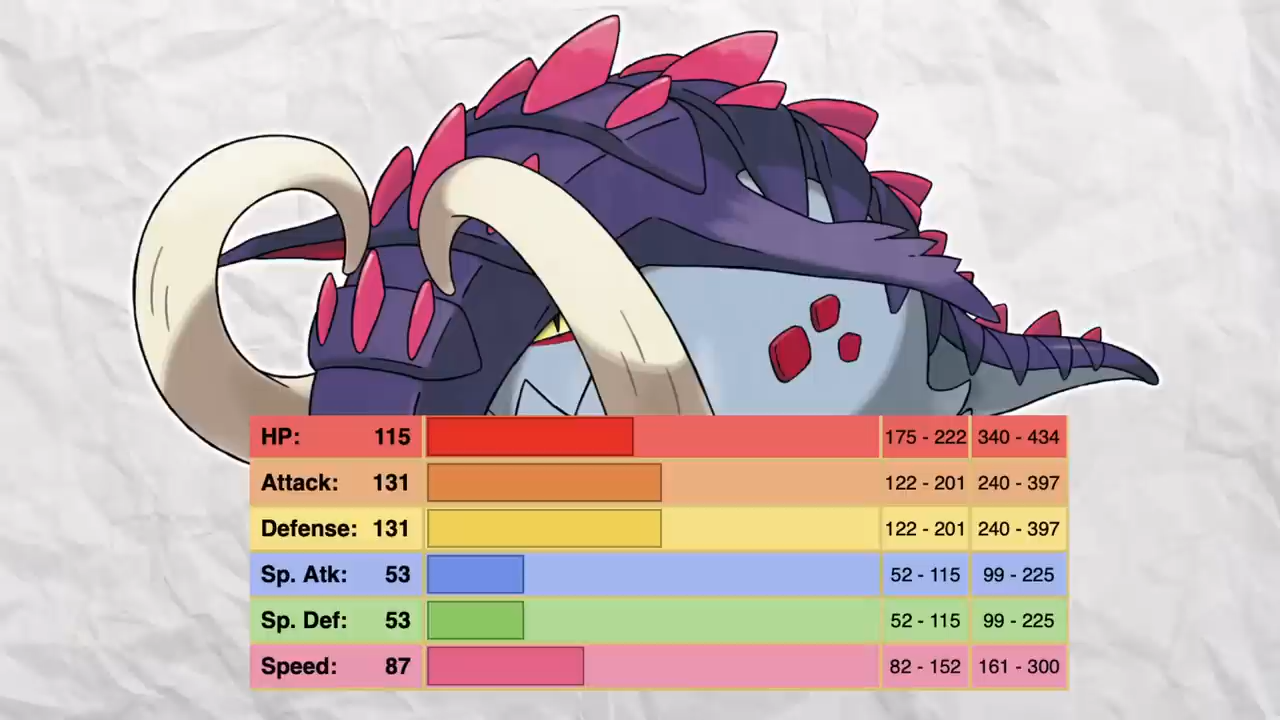 HP: 115 175 - 222 340 - 434
Attack: 131 122 - 201 240 - 397
Defense: 131 122 - 201 240 - 397
Sp. Atk: 53 52 - 115 99 - 225
Sp. Def: 53 52 - 115 99 - 225
Speed: 87 82 - 152 161 - 300